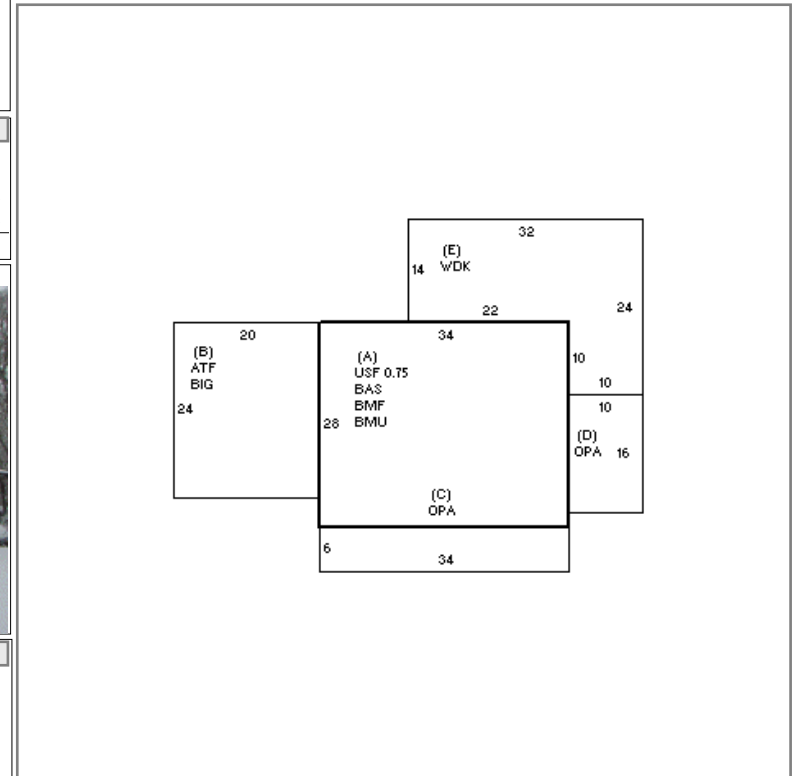 32
(E)
WDK
14
22
24
20
34
(B)
ATF
BIG
24
(A)
USF 0.75
BAS
BMF
BMU
28
10
10
10
(D)
OPA
16
(C)
OPA
6
34